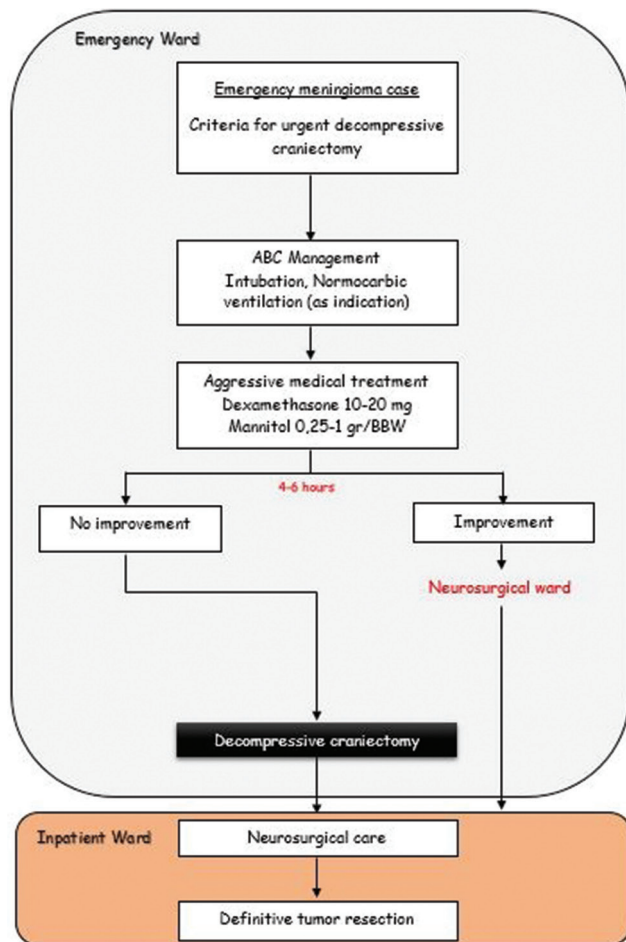 Emergency Ward
Emergency meningioma case
Criteria for urgent decompressive
craniectomy
ABC Management
Intubation, Normocarbic
ventilation (as indication)
Aggressive medical treatment
Dexamethasone 10-20 mg
Mannitol 0,25-1 gr/BBW
4-6 hours
No improvement
Improvement
Neurosurgical ward
Decompressive craniectomy
Inpatient Ward
Neurosurgical care
Definitive tumor resection